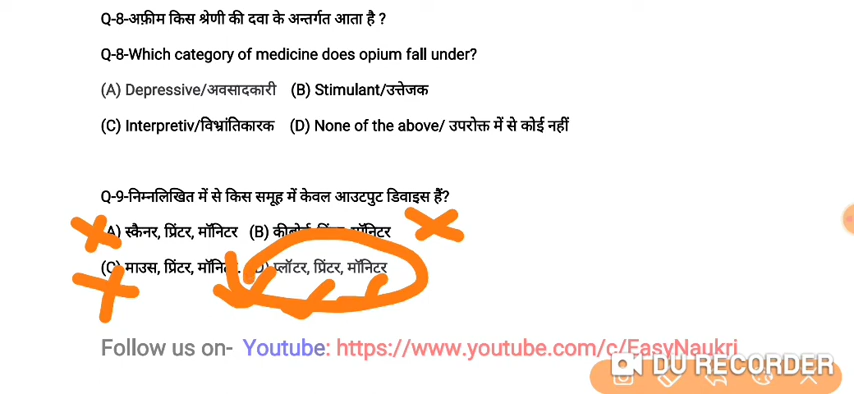 Q-8-अफ़ीम किस श्रेणी की दवा के अन्तर्गत आता है ?
Q-8-Which category of medicine does opium fall under?
(A) Depressive/अवसादकारी (B) Stimulant/उत्तेजक
(C) Interpretiv/विभ्रांतिकारक (D) None of the above/ उपरोक्त में से कोई नहीं
Q-9-निम्नलिखित में से किस समूह में केवल आउटपुट डिवाइस हैं?
A) स्कैनर, प्रिंटर, मॉनिटर (B) मॉनिटर
(C) माउस, प्रिंटर, D) प्लॉटर, प्रिंटर, मॉनिटर
Follow us on- Youtube: https://www.youtube.com/c/EasyNaukri
DU RECORDER